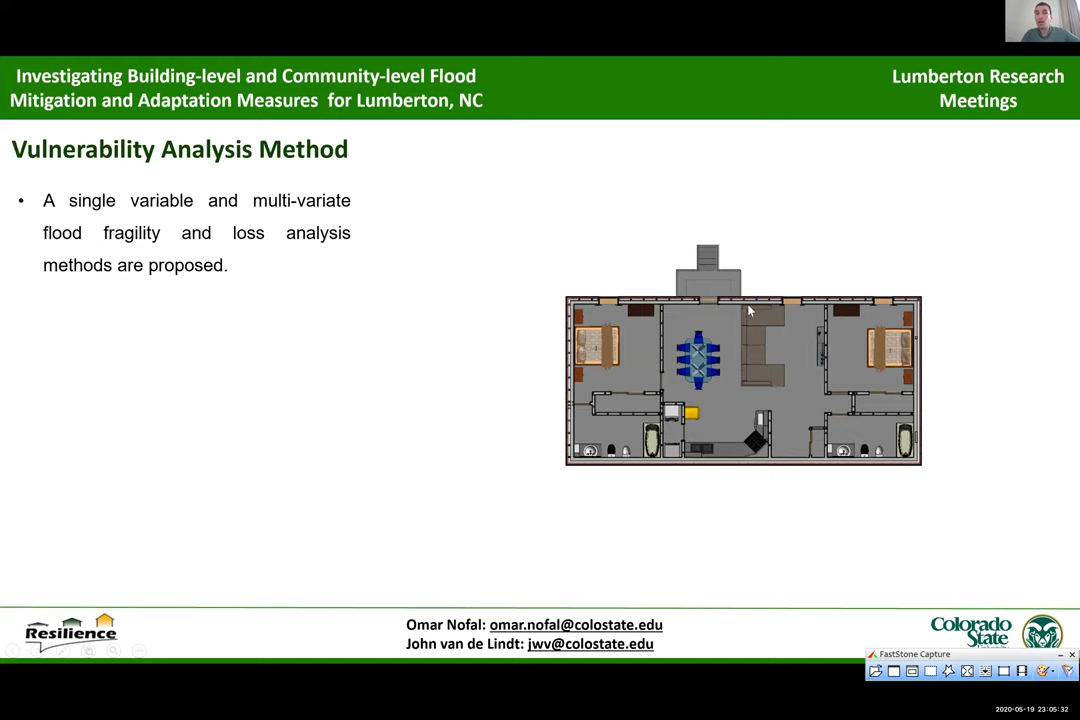 Investigating Building-level and Community-level Flood
Mitigation and Adaptation Measures for Lumberton, NC
Lumberton Research
Meetings
Vulnerability Analysis Method
• A single variable and multi-variate
flood fragility and loss analysis
methods are proposed.
Resilience
Omar Nofal: omar.nofal@colostate.edu
John van de Lindt: jwv@colostate.edu
Colorado
State
FastStone Capture
2020-05-19 23:05:32